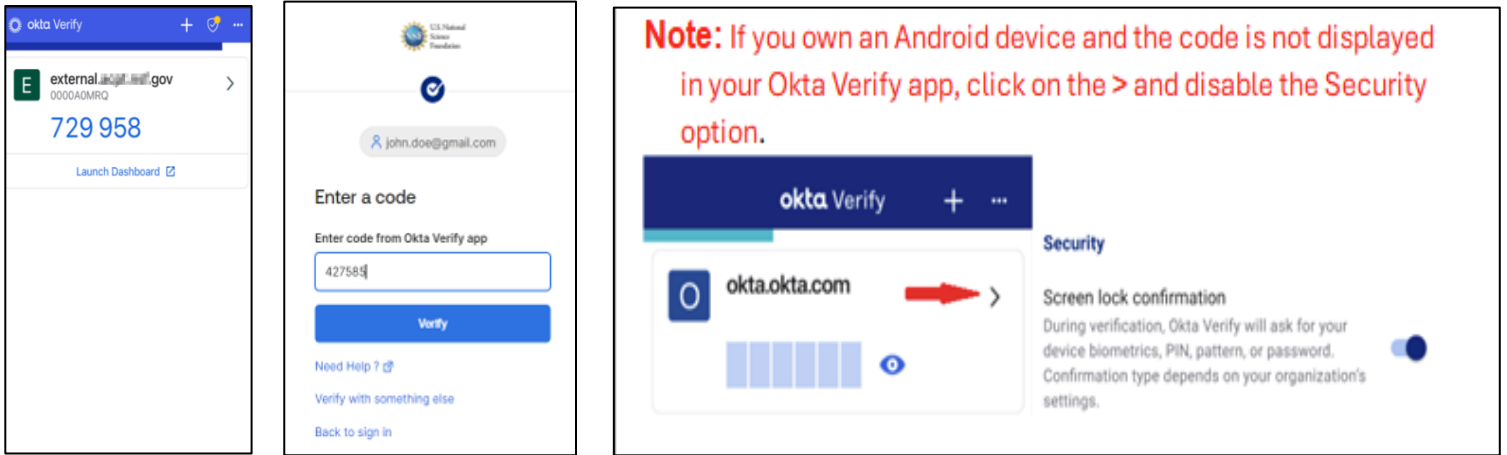 okta Verify
E
external. .gov
0000A0MRQ
729 958
Launch Dashboard
U.S. National
Science
Foundation
john.doe@gmail.com
Enter a code
Enter code from Okta Verify app
427585
Verify
Need Help ?
Verify with something else
Back to sign in
Note: If you own an Android device and the code is not displayed
in your Okta Verify app, click on the > and disable the Security
option.
okta Verify
O
okta.okta.com
Security
Screen lock confirmation
During verification, Okta Verify will ask for your
device biometrics, PIN, pattern, or password.
Confirmation type depends on your organization's
settings.